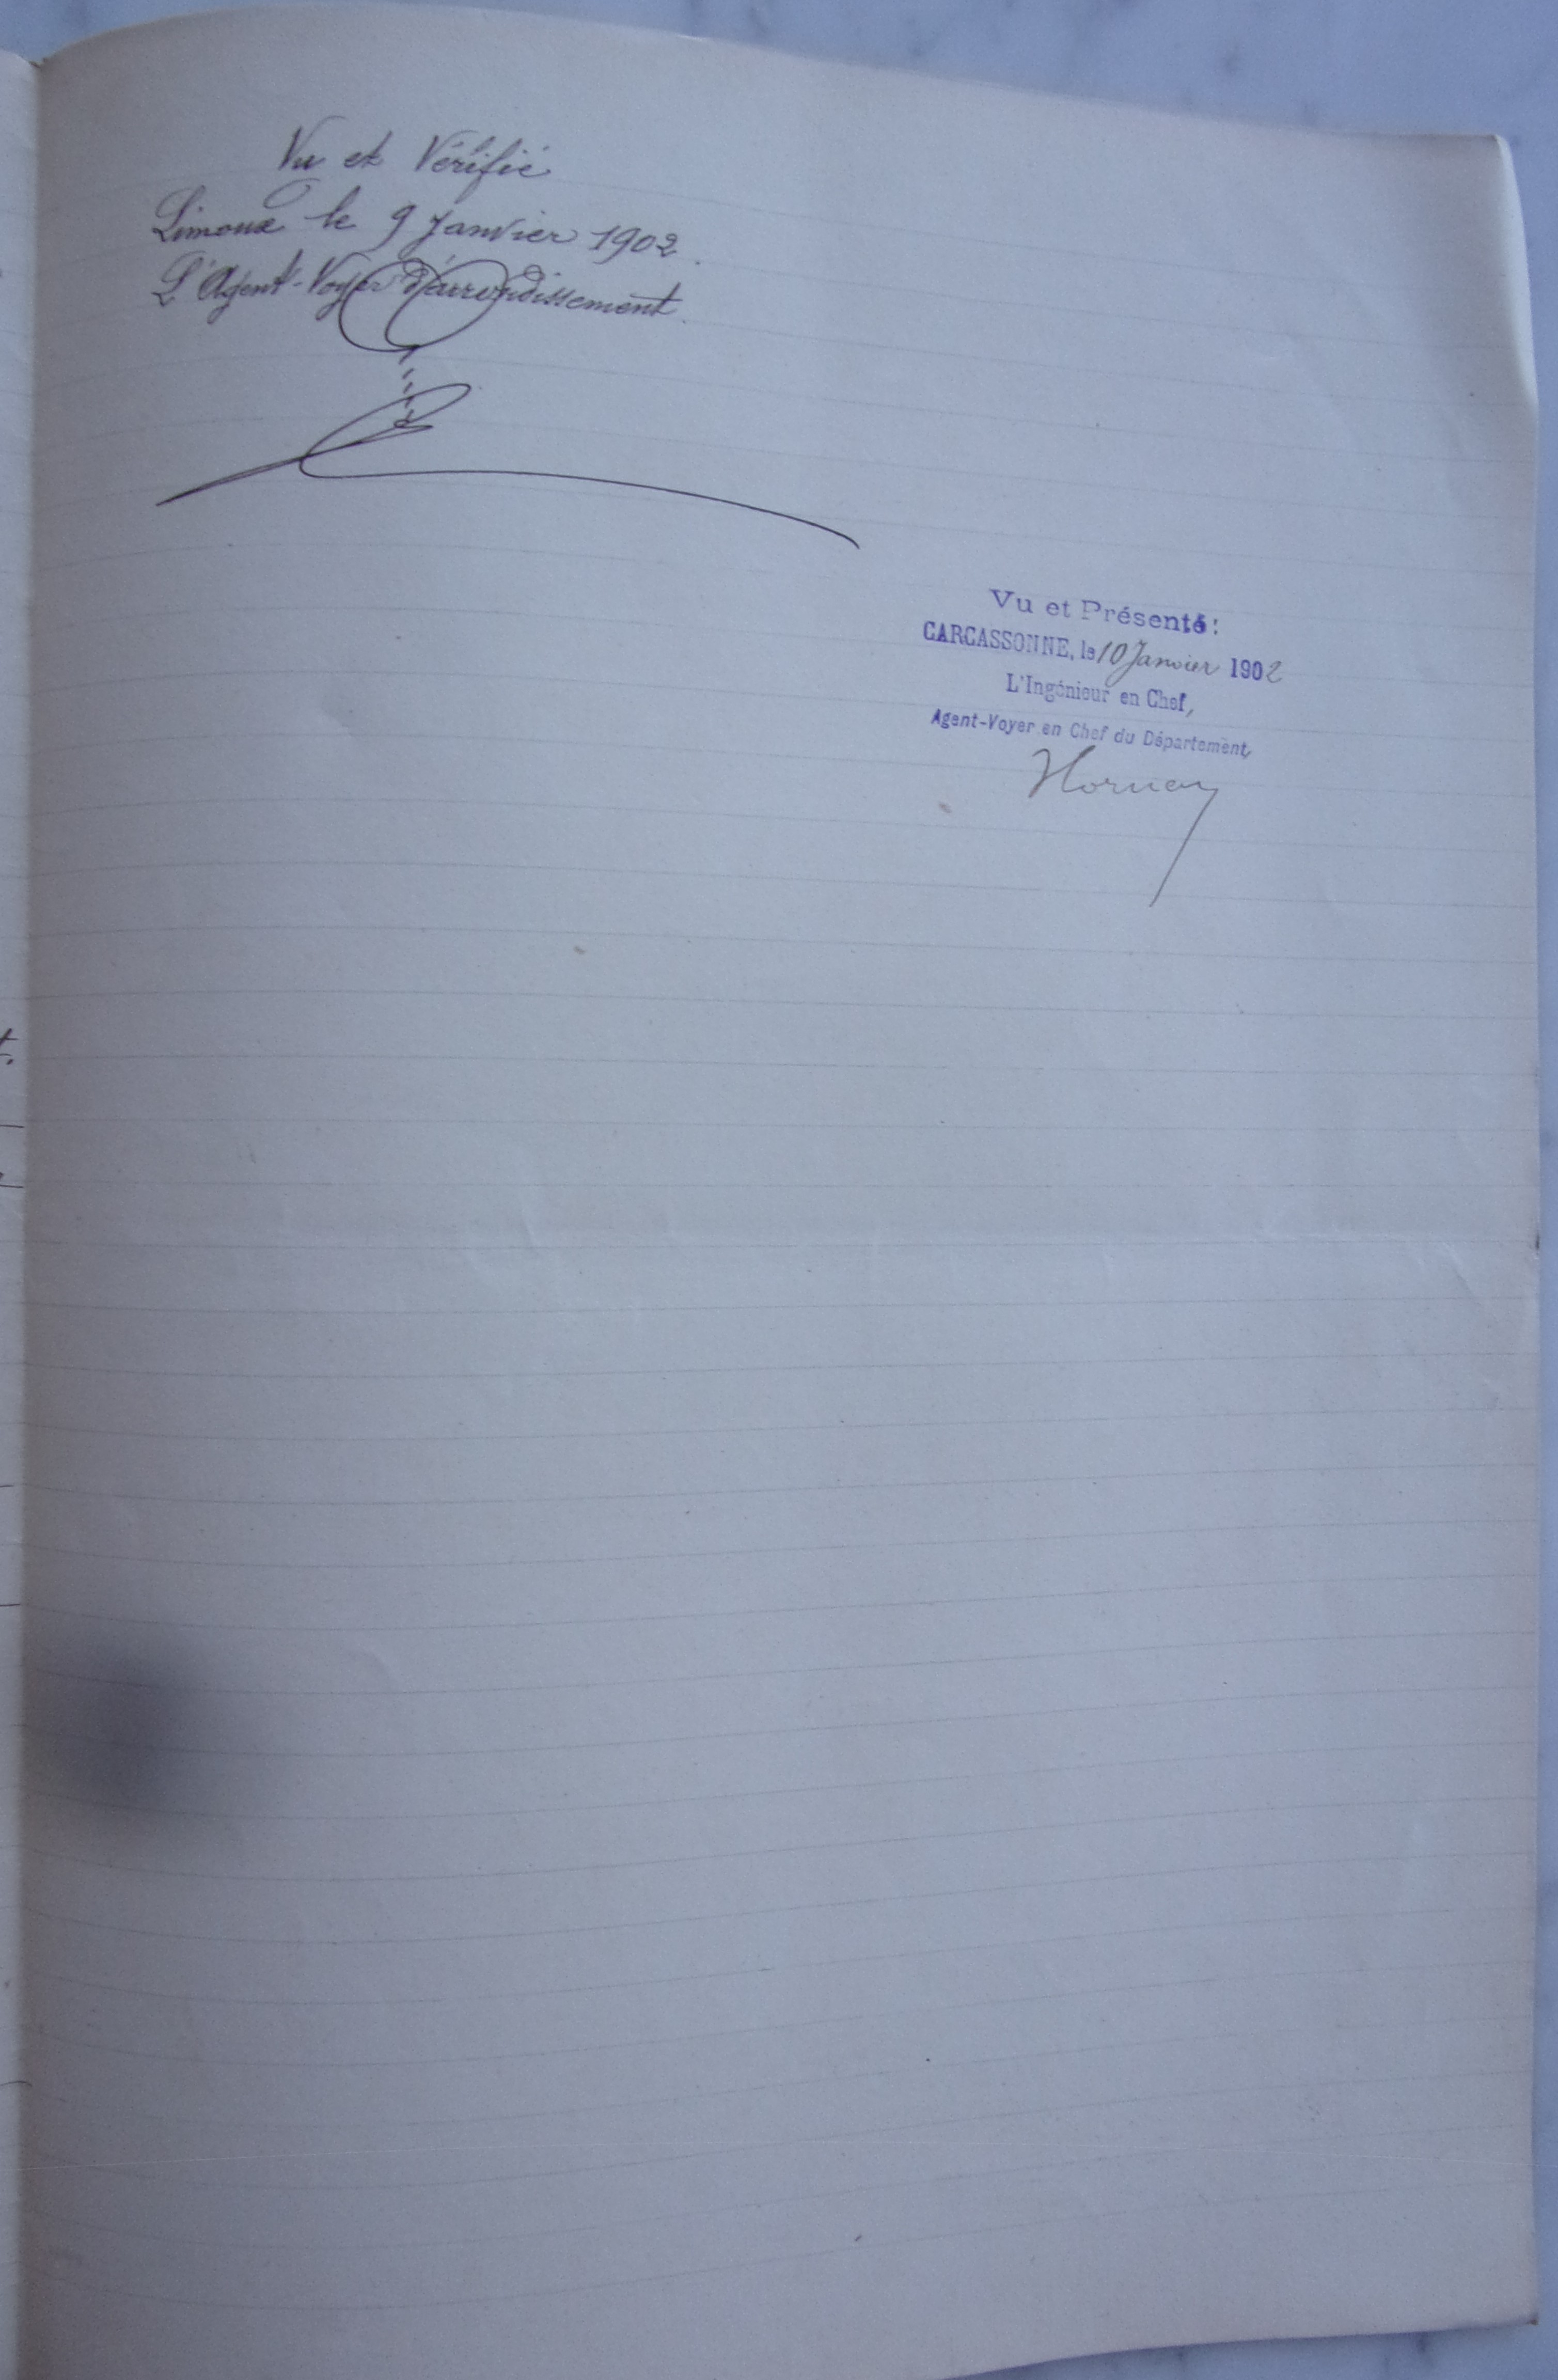 Vu et Vérifié
Limoux le 9 Janvier 1902.
L'Agent-Voyer d'arrondissement.
Vu et Présenté:
CARCASSONNE, le 10 Janvier 1902
L'Ingénieur en Chef,
Agent-Voyer en Chef du Département,